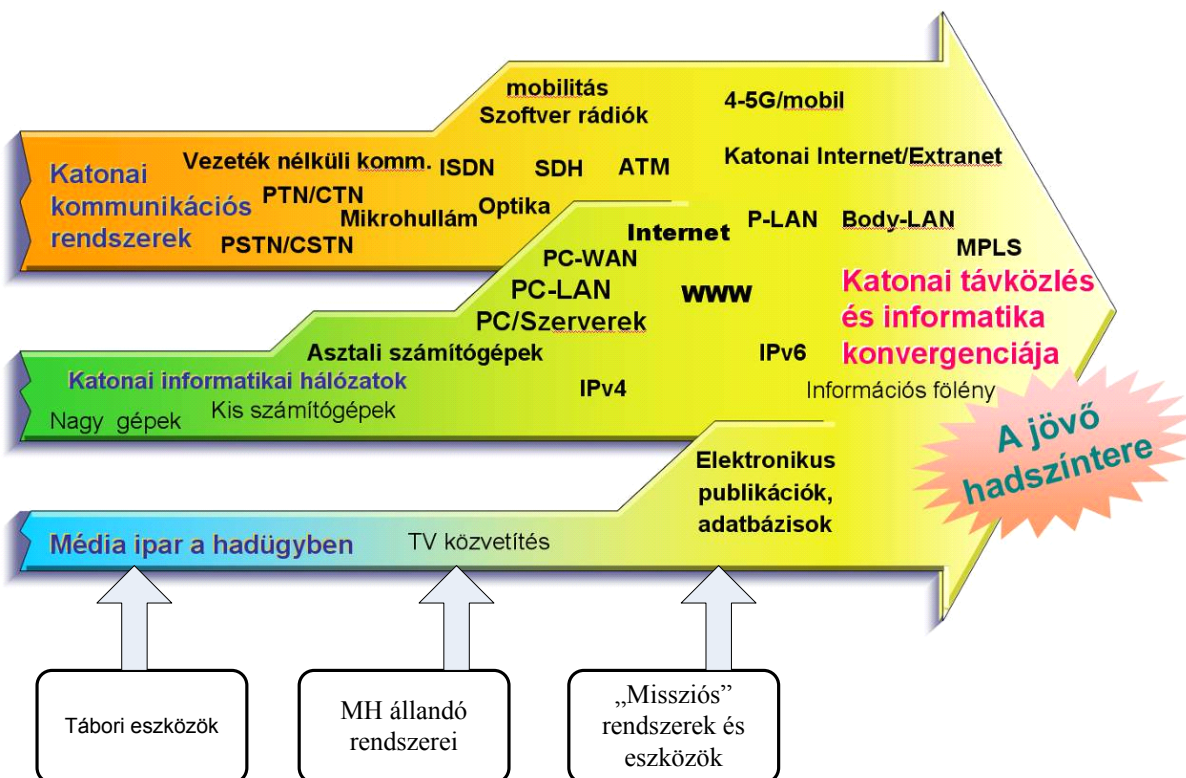 mobilitás
Szoftver rádiók
4-5G/mobil
Katonai
kommunikációs
rendszerek
Vezeték nélküli komm.
ISDN
SDH
ATM
Katonai Internet/Extranet
PTN/CTN
Mikrohullám
Optika
PSTN/CSTN
Internet
P-LAN
Body-LAN
MPLS
PC-WAN
PC-LAN
WWW
PC/Szerverek
Katonai távközlés
és informatika
konvergenciája
Asztali számítógépek
IPv6
Katonai informatikai hálózatok
IPv4
Információs fölény
Nagy gépek
Kis számítógépek
A jövő
hadszíntere
Elektronikus
publikációk,
adatbázisok
Média ipar a hadügyben
TV közvetítés
Tábori eszközök
MH állandó
rendszerei
„Missziós”
rendszerek és
eszközök